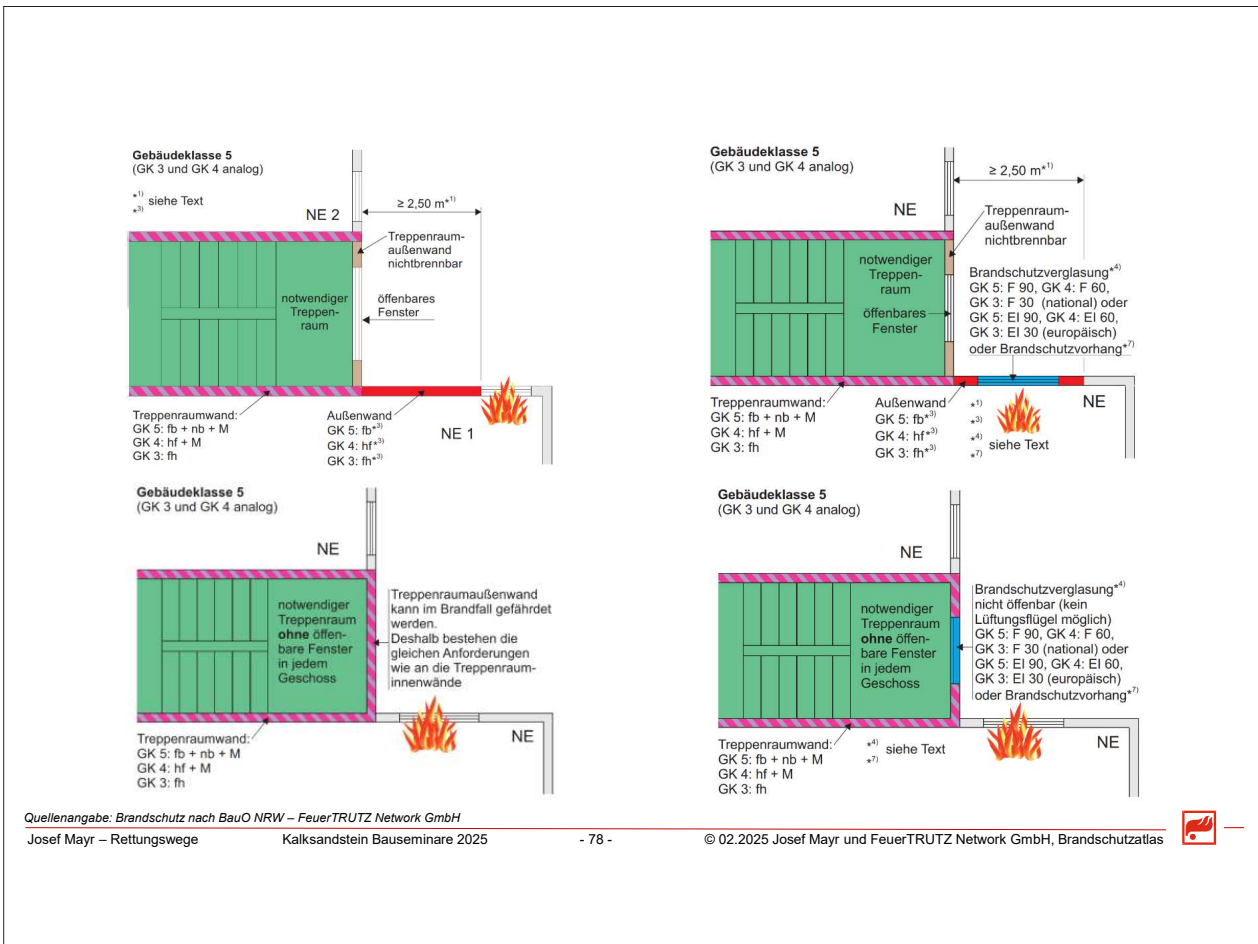 Gebäudeklasse 5
(GK 3 und GK 4 analog)
*1) siehe Text
*3)
NE 2
≥ 2,50 m*1)
Treppenraum-
außenwand
nichtbrennbar
notwendiger
Treppen-
raum
öffenbares
Fenster
Treppenraumwand:
GK 5: fb + nb + M
GK 4: hf + M
GK 3: fh
Außenwand
GK 5: fb*3)
GK 4: hf*3)
GK 3: fh*3)
NE 1
Gebäudeklasse 5
(GK 3 und GK 4 analog)
≥ 2,50 m*1)
NE
Treppenraum-
außenwand
nichtbrennbar
notwendiger
Treppen-
raum
öffenbares
Fenster
Brandschutzverglasung*4)
GK 5: F 90, GK 4: F 60,
GK 3: F 30 (national) oder
GK 5: EI 90, GK 4: EI 60,
GK 3: EI 30 (europäisch)
oder Brandschutzvorhang*7)
Treppenraumwand:
GK 5: fb + nb + M
GK 4: hf + M
GK 3: fh
Außenwand
GK 5: fb*3)
GK 4: hf*3)
GK 3: fh*3)
*1)
*3)
*4) siehe Text
*7)
NE
Gebäudeklasse 5
(GK 3 und GK 4 analog)
NE
notwendiger
Treppenraum
ohne öffen-
bare Fenster
in jedem
Geschoss
Treppenraumaußenwand
kann im Brandfall gefährdet
werden.
Deshalb bestehen die
gleichen Anforderungen
wie an die Treppenraum-
innenwände
NE
Treppenraumwand:
GK 5: fb + nb + M
GK 4: hf + M
GK 3: fh
Gebäudeklasse 5
(GK 3 und GK 4 analog)
NE
notwendiger
Treppenraum
ohne öffen-
bare Fenster
in jedem
Geschoss
Brandschutzverglasung*4)
nicht öffenbar (kein
Lüftungsflügel möglich)
GK 5: F 90, GK 4: F 60,
GK 3: F 30 (national) oder
GK 5: EI 90, GK 4: EI 60,
GK 3: EI 30 (europäisch)
oder Brandschutzvorhang*7)
NE
Treppenraumwand:
GK 5: fb + nb + M
GK 4: hf + M
GK 3: fh
*4) siehe Text
*7)
Quellenangabe: Brandschutz nach BauO NRW – FeuerTRUTZ Network GmbH
Josef Mayr – Rettungswege Kalksandstein Bauseminare 2025 - 78 - © 02.2025 Josef Mayr und FeuerTRUTZ Network GmbH, Brandschutzatlas